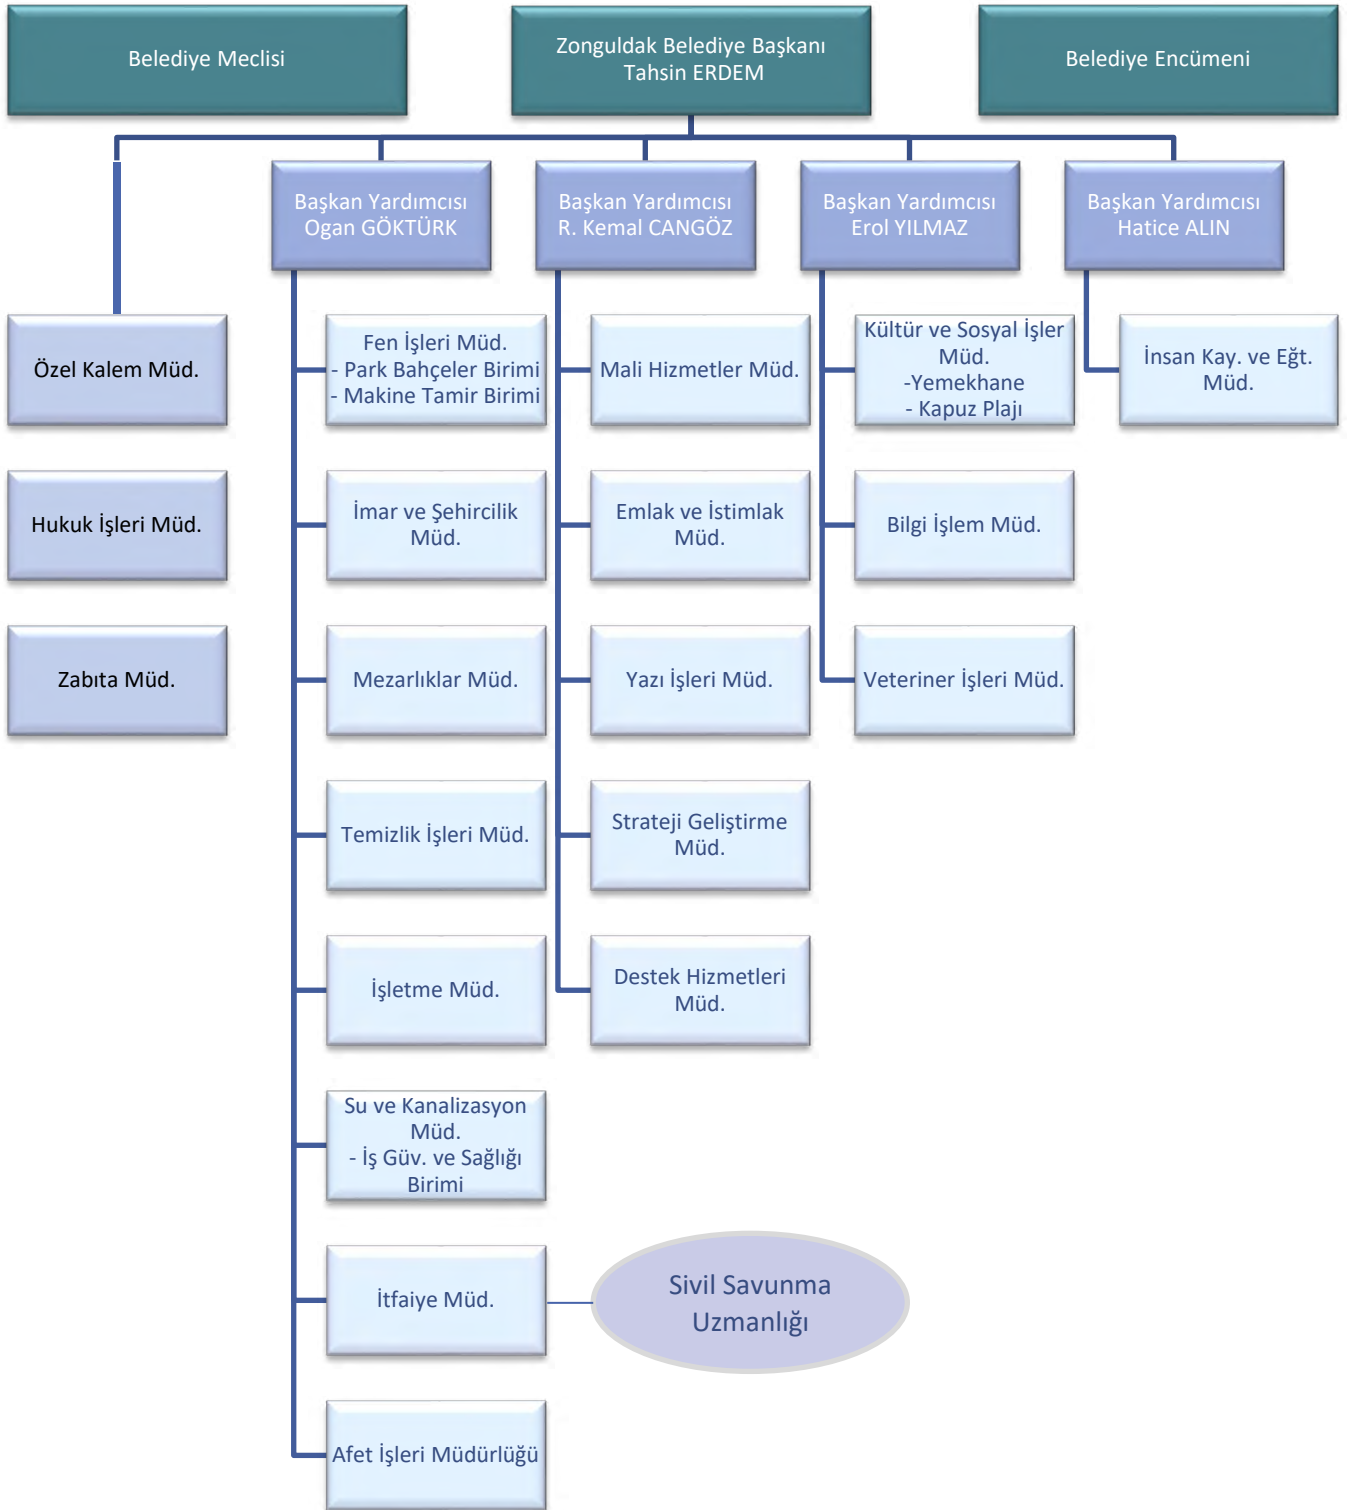 Belediye Meclisi
Zonguldak Belediye Başkanı
Tahsin ERDEM
Belediye Encümeni
Başkan Yardımcısı
Ogan GÖKTÜRK
Başkan Yardımcısı
R. Kemal CANGÖZ
Başkan Yardımcısı
Erol YILMAZ
Başkan Yardımcısı
Hatice ALIN
Özel Kalem Müd.
Hukuk İşleri Müd.
Zabıta Müd.
Fen İşleri Müd.
- Park Bahçeler Birimi
- Makine Tamir Birimi
İmar ve Şehircilik
Müd.
Mezarlıklar Müd.
Temizlik İşleri Müd.
İşletme Müd.
Su ve Kanalizasyon
Müd.
- İş Güv. ve Sağlığı
Birimi
İtfaiye Müd.
Sivil Savunma
Uzmanlığı
Afet İşleri Müdürlüğü
Mali Hizmetler Müd.
Emlak ve İstimlak
Müd.
Yazı İşleri Müd.
Strateji Geliştirme
Müd.
Destek Hizmetleri
Müd.
Kültür ve Sosyal İşler
Müd.
-Yemekhane
- Kapuz Plajı
Bilgi İşlem Müd.
Veteriner İşleri Müd.
İnsan Kay. ve Eğt.
Müd.